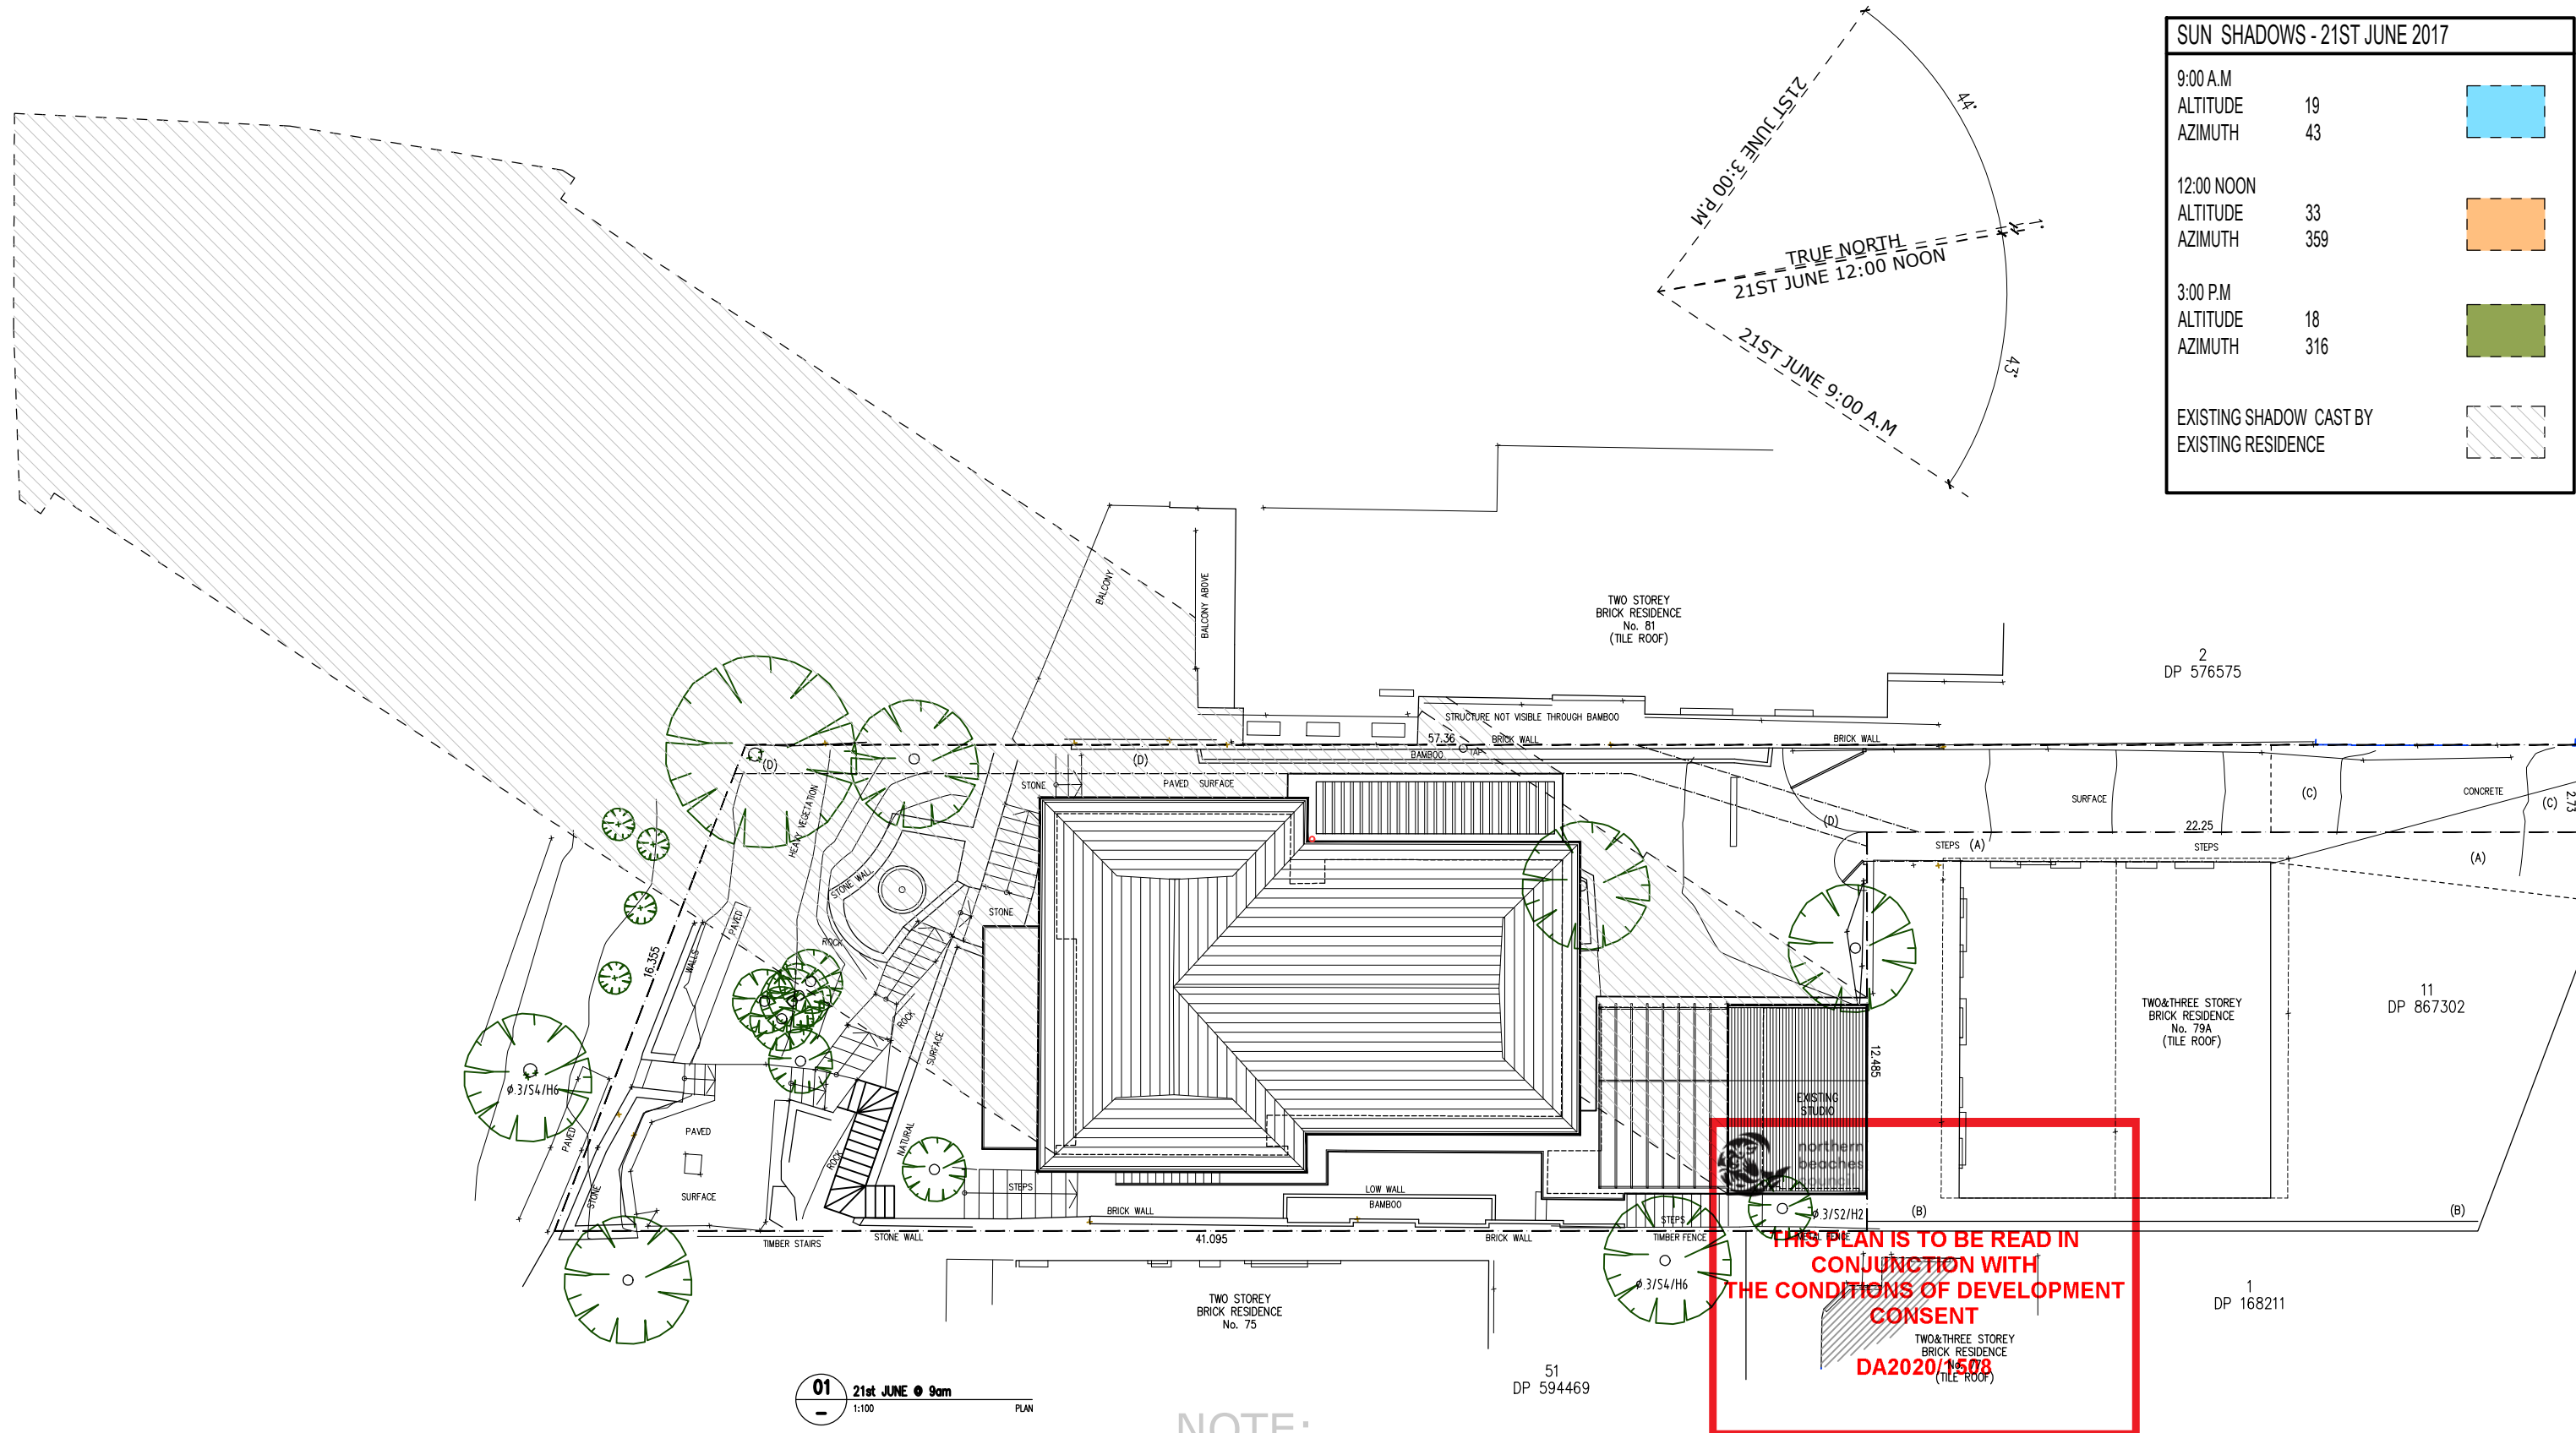 SUN SHADOWS - 21ST JUNE 2017
9:00 A.M
ALTITUDE 19
AZIMUTH 43
12:00 NOON
ALTITUDE 33
AZIMUTH 359
3:00 P.M
ALTITUDE 18
AZIMUTH 316
EXISTING SHADOW CAST BY
EXISTING RESIDENCE
21ST JUNE 3:00 P.M
44°
TRUE NORTH
21ST JUNE 12:00 NOON
21ST JUNE 9:00 A.M
43°
BALCONY
BALCONY ABOVE
TWO STOREY
BRICK RESIDENCE
No. 81
(TILE ROOF)
2
DP 576575
STRUCTURE NOT VISIBLE THROUGH BAMBOO
57.36
BRICK WALL
BRICK WALL
TAP
BAMBOO
(D)
(D)
STONE
PAVED SURFACE
HEAVY VEGETATION
SURFACE
(C)
CONCRETE
(C)
2.73
(D)
22.25
STEPS (A)
STEPS
(A)
STONE WALL
STONE
PAVED
ROCK
WALLS
16.355
ROCK
SURFACE
11
DP 867302
TWO&THREE STOREY
BRICK RESIDENCE
No. 79A
(TILE ROOF)
12.485
EXISTING
STUDIO
Ø.3/S4/H6
PAVED
PAVED
NATURAL
ROCK
STONE
SURFACE
STEPS
LOW WALL
BAMBOO
BRICK WALL
STEPS
Ø.3/S2/H2
(B)
(B)
TIMBER STAIRS
STONE WALL
41.095
BRICK WALL
TIMBER FENCE
METAL FENCE
northern
beaches
council
THIS PLAN IS TO BE READ IN
CONJUNCTION WITH
THE CONDITIONS OF DEVELOPMENT
CONSENT
DA2020/1508
Ø.3/S4/H6
TWO STOREY
BRICK RESIDENCE
No. 75
TWO&THREE STOREY
BRICK RESIDENCE
No. 77
(TILE ROOF)
1
DP 168211
51
DP 594469
01
21st JUNE @ 9am
1:100
PLAN
NOTE: